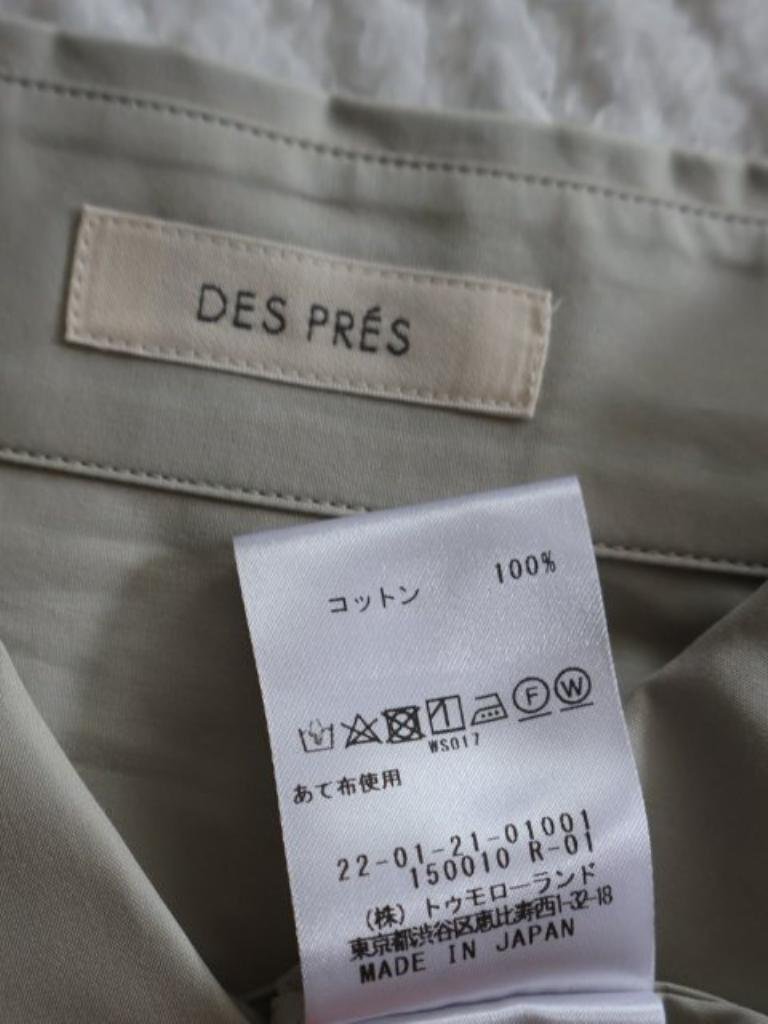 DES PRÉS
コットン 100%
F W
WS017
あて布使用
22-01-21-01001
150010 R-01
(株) トゥモローランド
東京都渋谷区恵比寿西1-32-18
MADE IN JAPAN